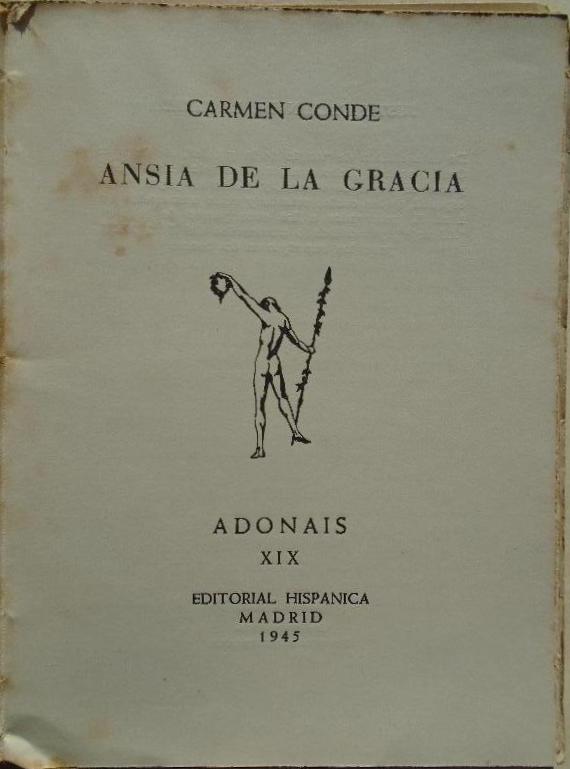 CARMEN CONDE
ANSIA DE LA GRACIA
ADONAIS
XIX
EDITORIAL HISPANICA
MADRID
1945